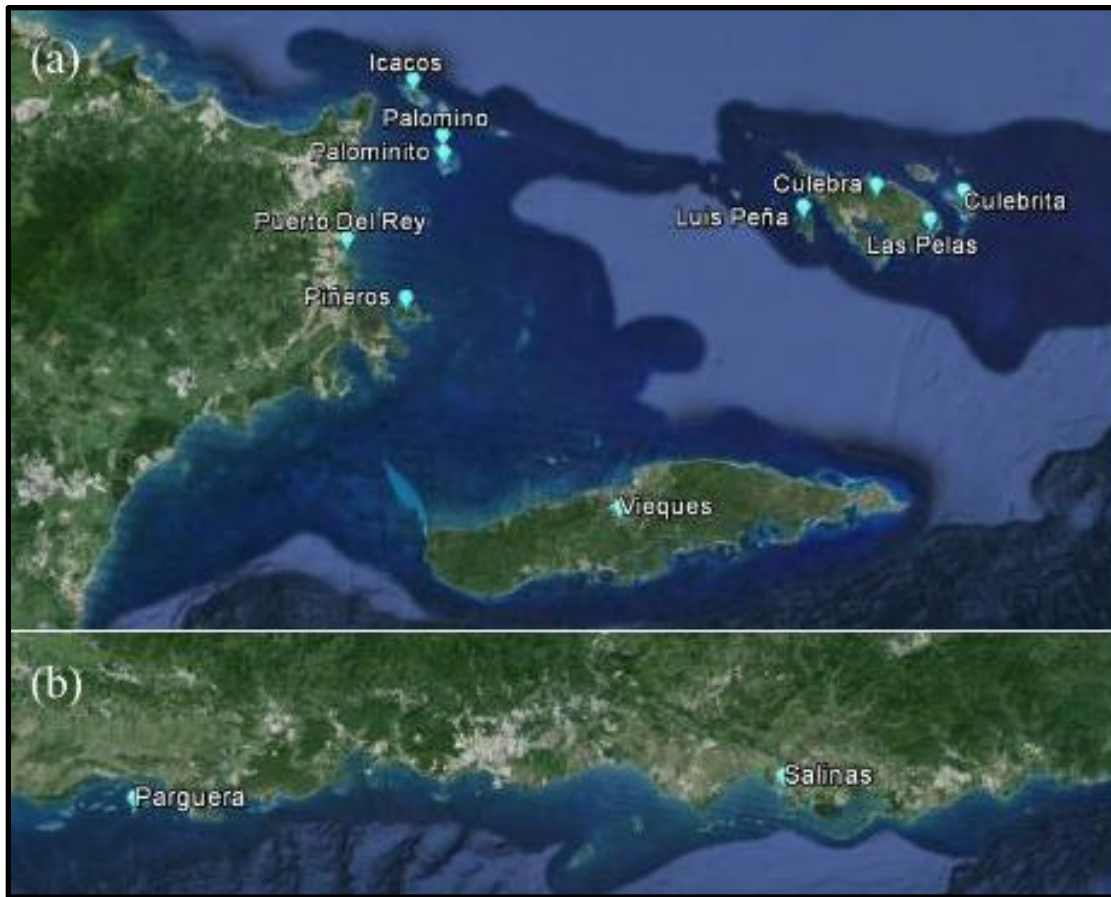 (a)
Icacos
Palomino
Palominito
Culebra
Culebrita
Luis Peña
Las Pelas
Puerto Del Rey
Piñeros
Vieques
(b)
Parguera
Salinas